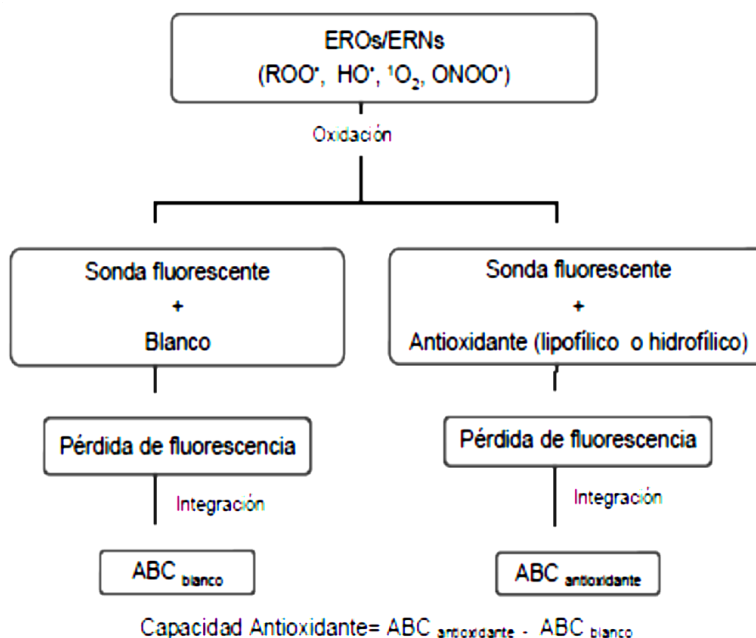 EROs/ERNs
(ROO•, HO•, ¹O₂, ONOO•)
Oxidación
Sonda fluorescente
+
Blanco
Sonda fluorescente
+
Antioxidante (lipofílico o hidrofílico)
Pérdida de fluorescencia
Pérdida de fluorescencia
Integración
Integración
ABC blanco
ABC antioxidante
Capacidad Antioxidante= ABC antioxidante - ABC blanco